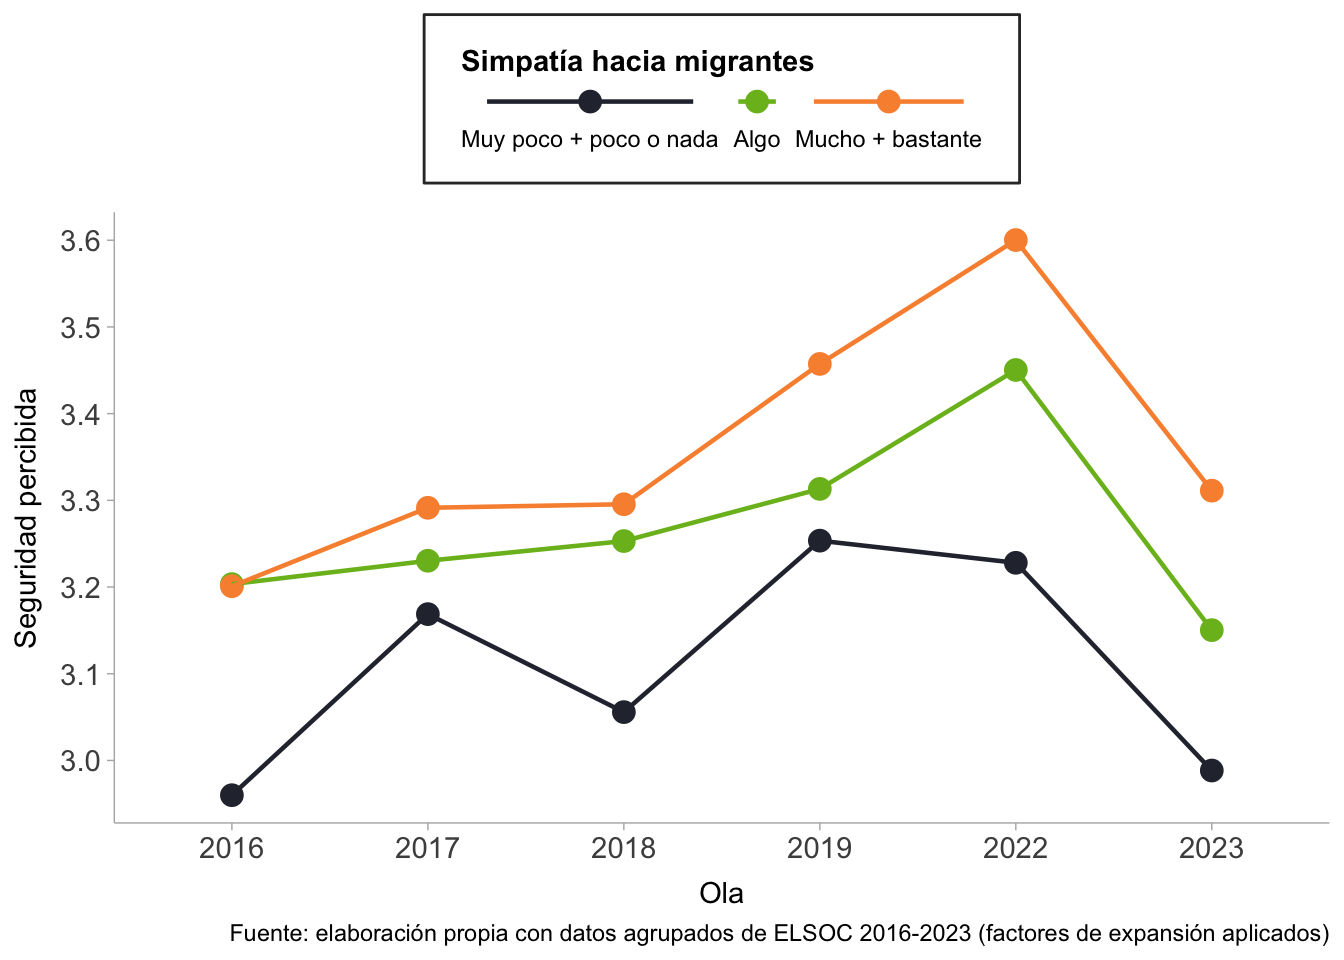 Simpatía hacia migrantes
Muy poco + poco o nada Algo Mucho + bastante
3.6
3.5
3.4
3.3
3.2
3.1
3.0
Seguridad percibida
2016 2017 2018 2019 2022 2023
Ola
Fuente: elaboración propia con datos agrupados de ELSOC 2016-2023 (factores de expansión aplicados)